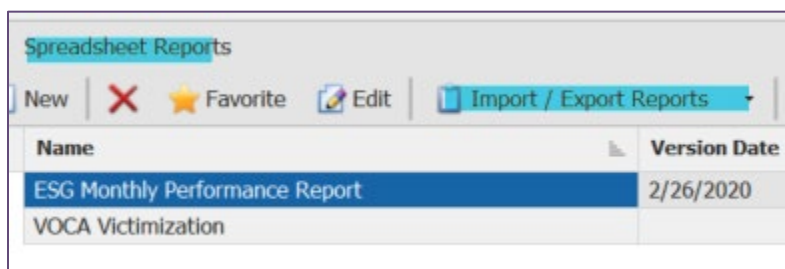 Spreadsheet Reports
New Favorite Edit Import / Export Reports
Name Version Date
ESG Monthly Performance Report 2/26/2020
VOCA Victimization